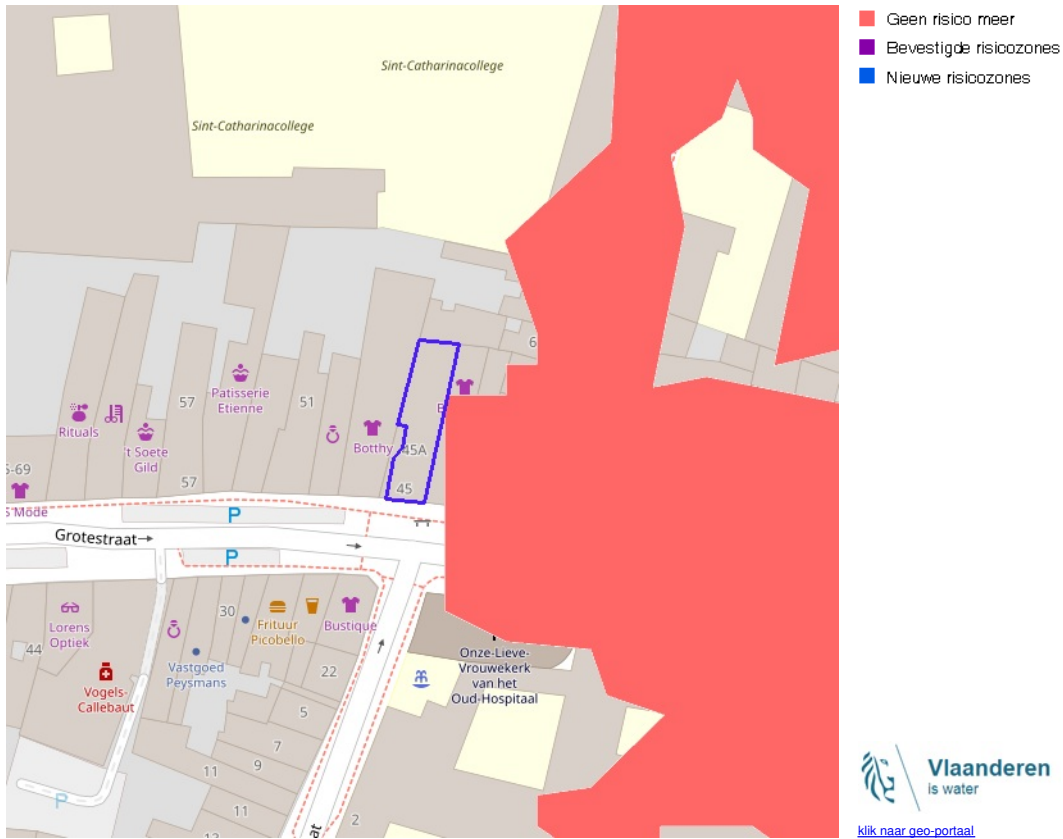 Geen risico meer
Bevestigde risicozones
Nieuwe risicozones
Sint-Catharinacollege
Sint-Catharinacollege
6
57
Patisserie
Etienne
51
Rituals
't Soete
Gild
Botthy
45A
57
45
P
P
Grotestraat
Lorens
Optiek
44
30
Frituur
Picobello
Bustique
Vastgoed
Peysmans
22
Vogels-
Callebaut
Onze-Lieve-
Vrouwekerk
van het
Oud-Hospitaal
5
7
9
11
11
2
P
Vlaanderen
is water
klik naar geo-portaal